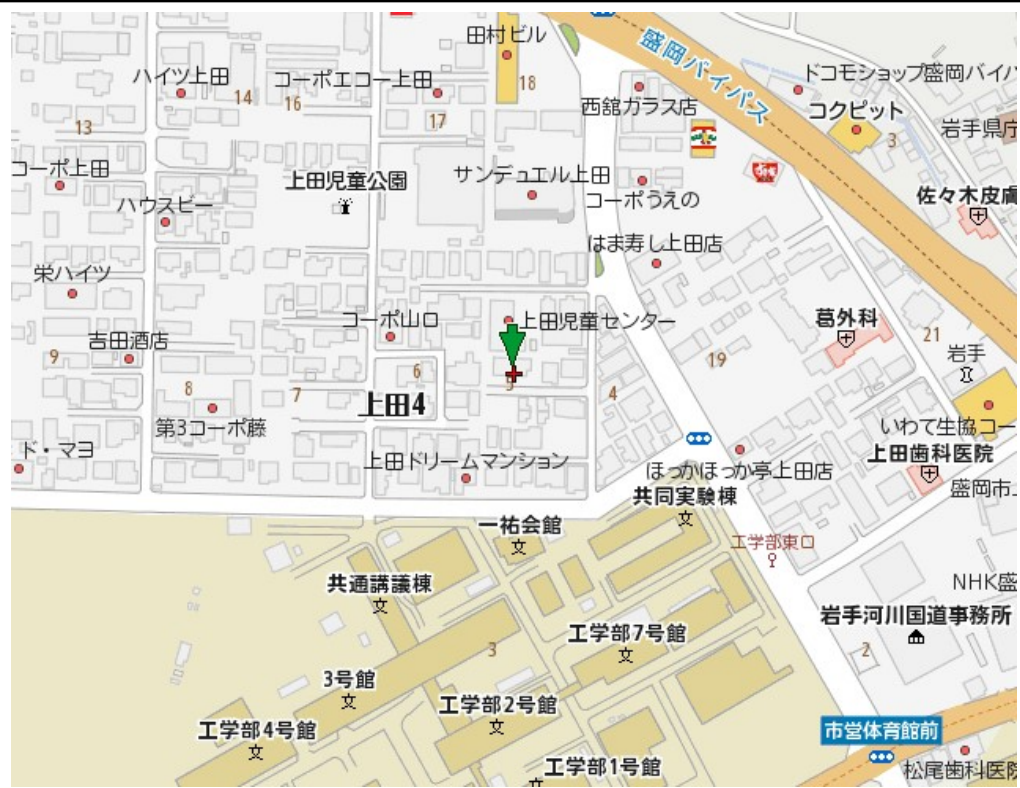 田村ビル
盛岡バイパス
ハイツ上田
コーポエコー上田
ドコモショップ盛岡バイパ
14
16
18
西舘ガラス店
コクピット
13
17
3
岩手県庁
コーポ上田
上田児童公園
サンデュエル上田
コーポうえの
佐々木皮膚
ハウスビー
はま寿し上田店
栄ハイツ
コーポ山口
上田児童センター
葛外科
吉田酒店
21
9
6
19
岩手
8
7
上田4
5
4
第3コーポ藤
いわて生協コー
ド・マヨ
上田ドリームマンション
ほっかほっか亭上田店
上田歯科医院
共同実験棟
盛岡市上
一祐会館
工学部東口
共通講議棟
NHK盛
工学部7号館
岩手河川国道事務所
3
2
3号館
工学部2号館
工学部4号館
市営体育館前
工学部1号館
松尾歯科医院